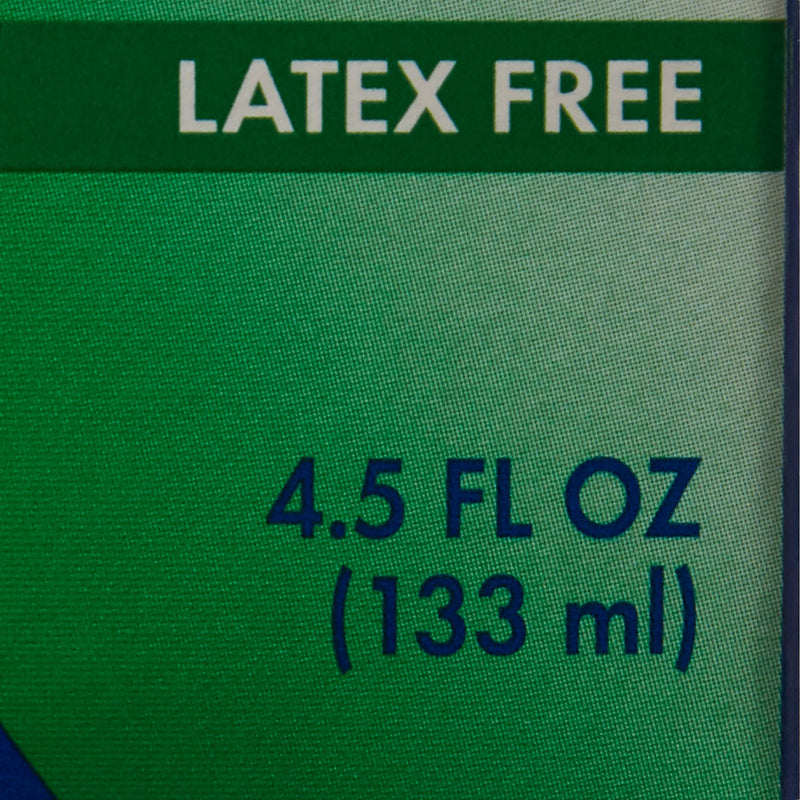 LATEX FREE
4.5 FL OZ
(133 ml)